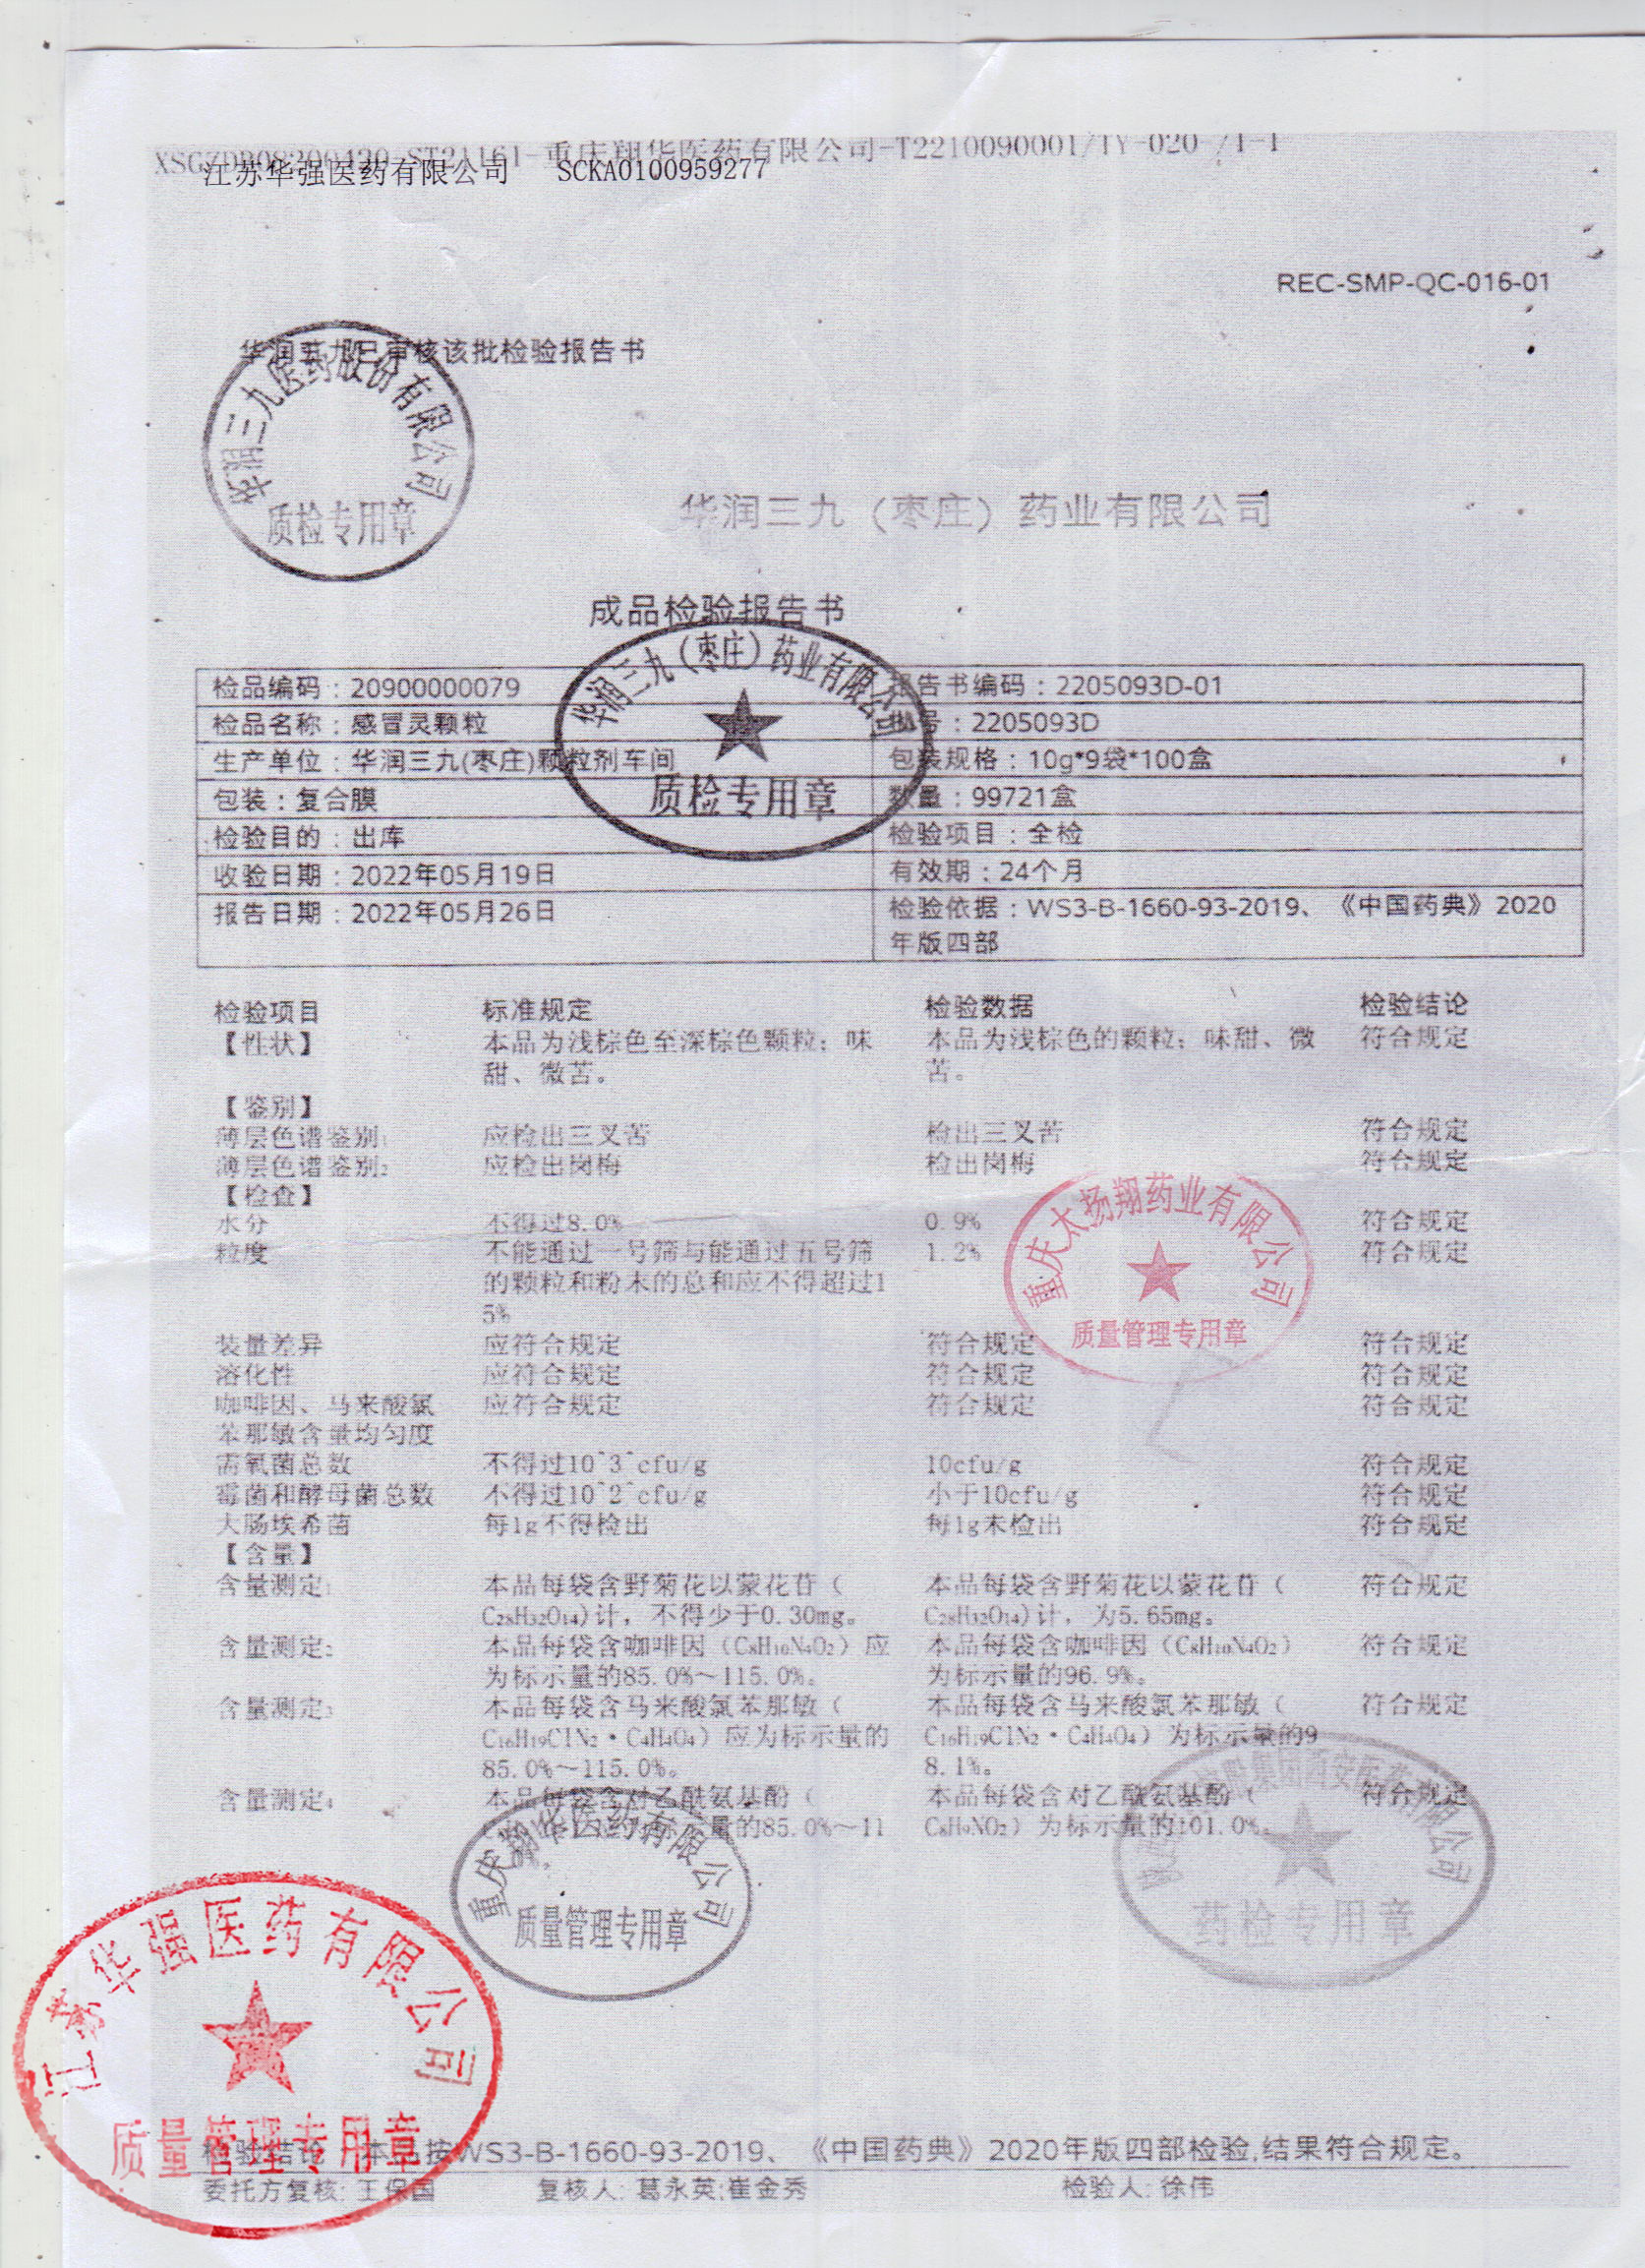 XSGZDB08200420-ST21161-重庆翔华医药有限公司-T2210090001/TY-020 /1-1
江苏华强医药有限公司 SCKA0100959277
REC-SMP-QC-016-01
华润三九已审核该批检验报告书
华润三九医药股份有限公司
质检专用章
华润三九（枣庄）药业有限公司
成品检验报告书
华润三九（枣庄）药业有限公司
质检专用章
检品编码：20900000079 报告书编码：2205093D-01
检品名称：感冒灵颗粒 批号：2205093D
生产单位：华润三九(枣庄)颗粒剂车间 包装规格：10g*9袋*100盒
包装：复合膜 数量：99721盒
检验目的：出库 检验项目：全检
收验日期：2022年05月19日 有效期：24个月
报告日期：2022年05月26日 检验依据：WS3-B-1660-93-2019、《中国药典》2020
年版四部
检验项目 标准规定 检验数据 检验结论
【性状】 本品为浅棕色至深棕色颗粒；味 本品为浅棕色的颗粒；味甜、微 符合规定
甜、微苦。 苦。
【鉴别】
薄层色谱鉴别1 应检出三叉苦 检出三叉苦 符合规定
薄层色谱鉴别2 应检出岗梅 检出岗梅 符合规定
【检查】
水分 不得过8.0% 0.9% 符合规定
粒度 不能通过一号筛与能通过五号筛 1.2% 符合规定
的颗粒和粉末的总和应不得超过1
5%
重庆太扬翔药业有限公司
质量管理专用章
装量差异 应符合规定 符合规定 符合规定
溶化性 应符合规定 符合规定 符合规定
咖啡因、马来酸氯 应符合规定 符合规定 符合规定
苯那敏含量均匀度
需氧菌总数 不得过10^3^cfu/g 10cfu/g 符合规定
霉菌和酵母菌总数 不得过10^2^cfu/g 小于10cfu/g 符合规定
大肠埃希菌 每1g不得检出 每1g未检出 符合规定
【含量】
含量测定1 本品每袋含野菊花以蒙花苷（ 本品每袋含野菊花以蒙花苷（ 符合规定
C28H32O14)计，不得少于0.30mg。 C28H32O14)计，为5.65mg。
含量测定2 本品每袋含咖啡因（C8H10N4O2）应 本品每袋含咖啡因（C8H10N4O2） 符合规定
为标示量的85.0%～115.0%。 为标示量的96.9%。
含量测定3 本品每袋含马来酸氯苯那敏（ 本品每袋含马来酸氯苯那敏（ 符合规定
C16H19ClN2·C4H4O4）应为标示量的 C16H19ClN2·C4H4O4）为标示量的9
85.0%～115.0%。 8.1%。
含量测定4 本品每袋含对乙酰氨基酚（ 本品每袋含对乙酰氨基酚（ 符合规定
量的85.0%～11 C8H9NO2）为标示量的101.0%。
重庆翔华医药有限公司
质量管理专用章
药检专用章
江苏华强医药有限公司
质量管理专用章
检验结论 本品按WS3-B-1660-93-2019、《中国药典》2020年版四部检验,结果符合规定。
委托方复核: 王保国 复核人: 葛永英;崔金秀 检验人: 徐伟